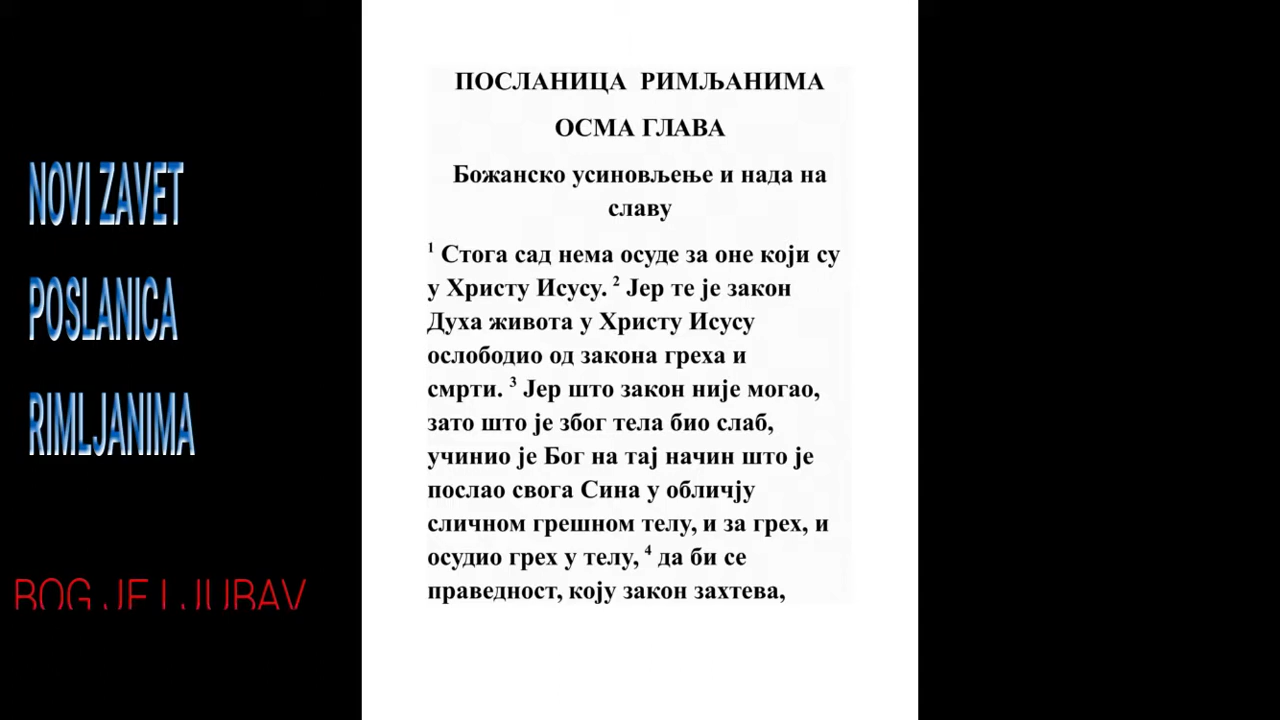 NOVI ZAVET
POSLANICA
RIMLJANIMA
BOG JE LJUBAV
ПОСЛАНИЦА РИМЉАНИМА
ОСМА ГЛАВА
Божанско усиновљење и нада на
славу
¹ Стога сад нема осуде за оне који су
у Христу Исусу. ² Јер те је закон
Духа живота у Христу Исусу
ослободио од закона греха и
смрти. ³ Јер што закон није могао,
зато што је због тела био слаб,
учинио је Бог на тај начин што је
послао свога Сина у обличју
сличном грешном телу, и за грех, и
осудио грех у телу, ⁴ да би се
праведност, коју закон захтева,